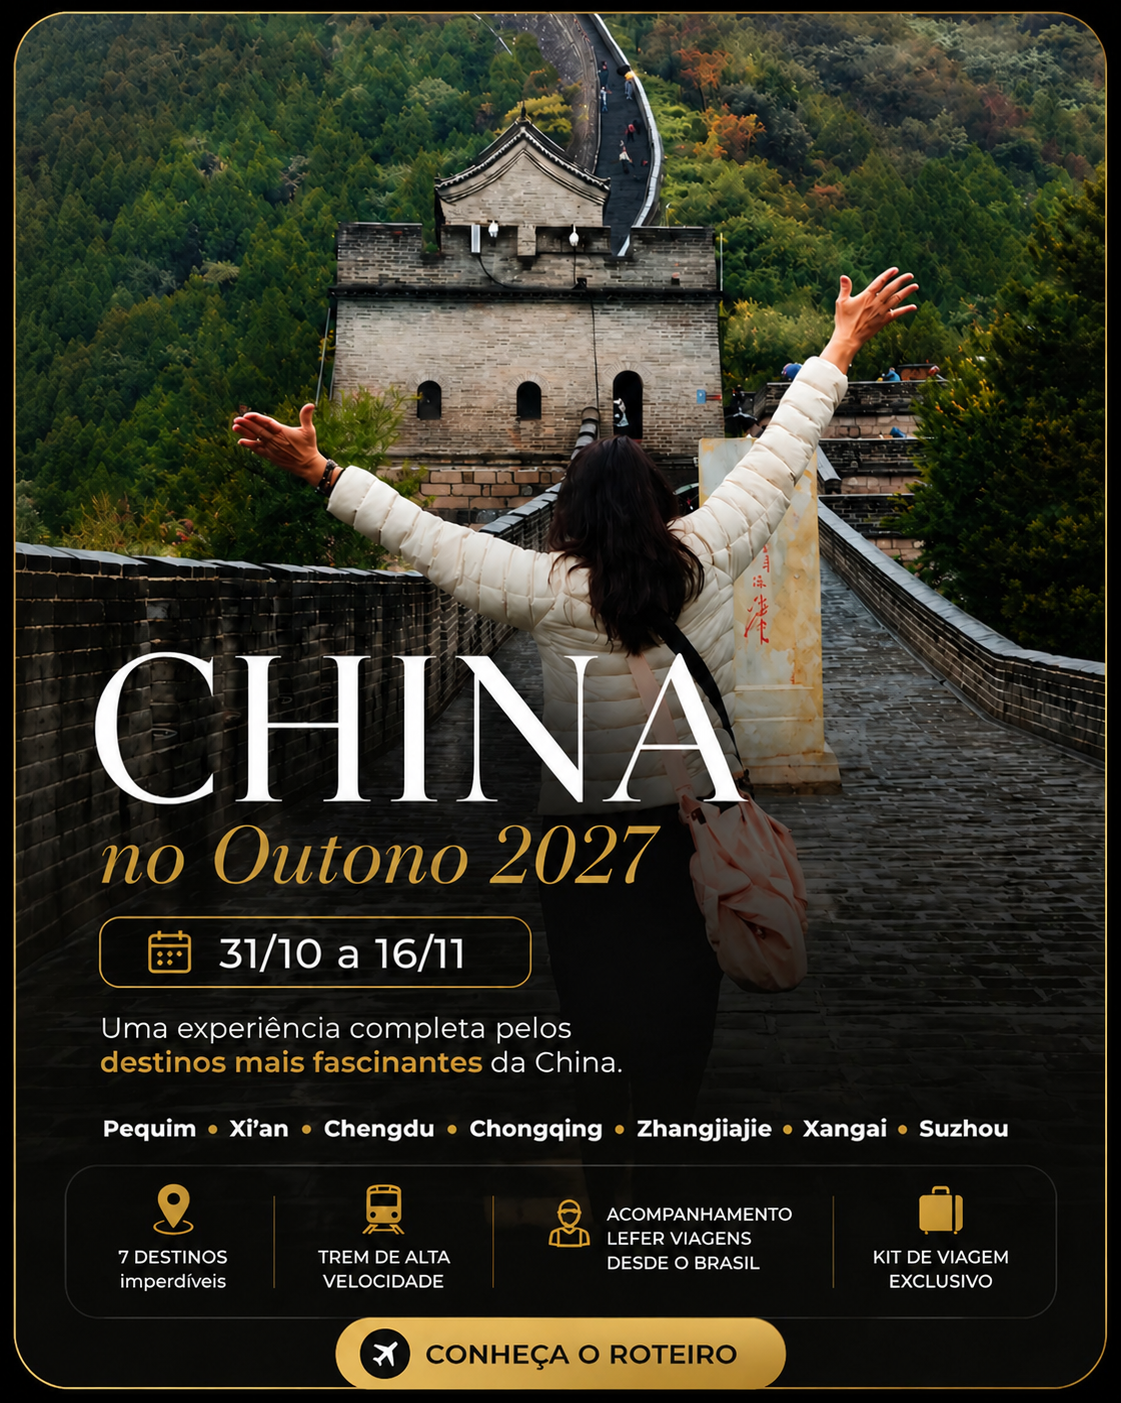 CHINA
no Outono 2027
31/10 a 16/11
Uma experiência completa pelos
destinos mais fascinantes da China.
Pequim • Xi’an • Chengdu • Chongqing • Zhangjiajie • Xangai • Suzhou
7 DESTINOS
imperdíveis
TREM DE ALTA
VELOCIDADE
ACOMPANHAMENTO
LEFER VIAGENS
DESDE O BRASIL
KIT DE VIAGEM
EXCLUSIVO
CONHEÇA O ROTEIRO